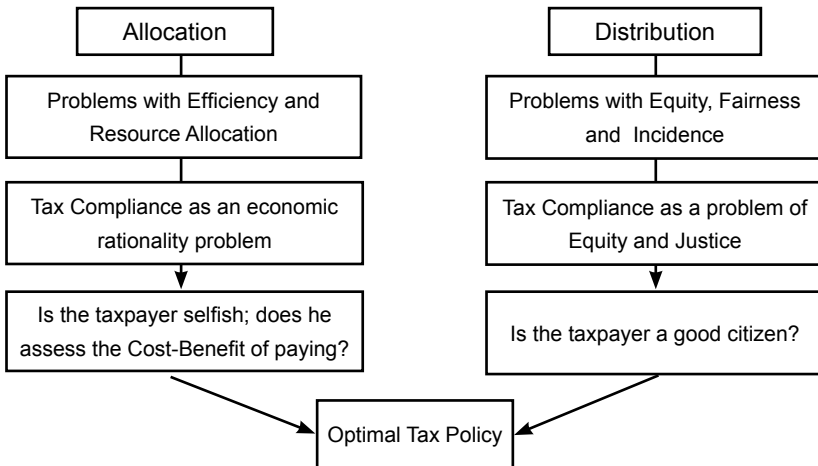 Allocation
Problems with Efficiency and
Resource Allocation
Tax Compliance as an economic
rationality problem
Is the taxpayer selfish; does he
assess the Cost-Benefit of paying?
Distribution
Problems with Equity, Fairness
and Incidence
Tax Compliance as a problem of
Equity and Justice
Is the taxpayer a good citizen?
Optimal Tax Policy